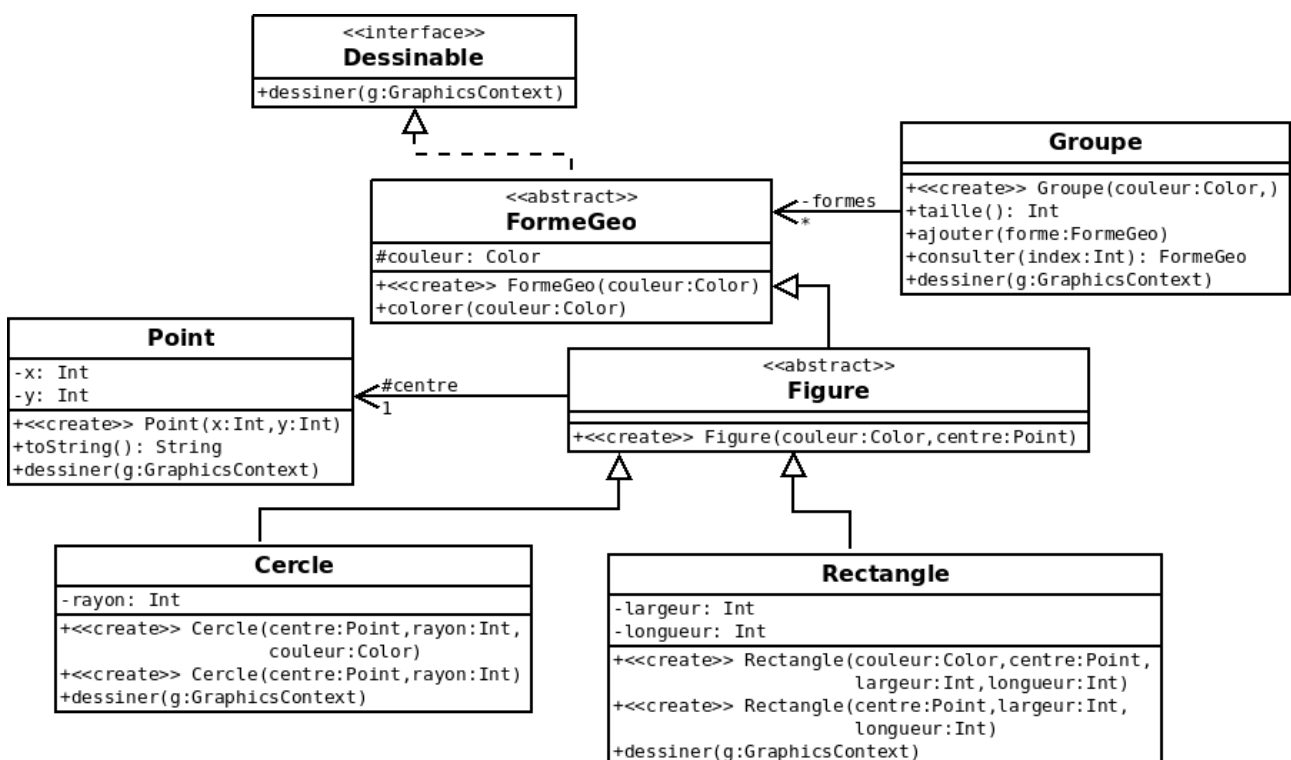 <<interface>>
Dessinable
+dessiner(g:GraphicsContext)
Groupe
+<<create>> Groupe(couleur:Color,)
+taille(): Int
+ajouter(forme:FormeGeo)
+consulter(index:Int): FormeGeo
+dessiner(g:GraphicsContext)
-formes
*
<<abstract>>
FormeGeo
#couleur: Color
+<<create>> FormeGeo(couleur:Color)
+colorer(couleur:Color)
Point
-x: Int
-y: Int
+<<create>> Point(x:Int,y:Int)
+toString(): String
+dessiner(g:GraphicsContext)
#centre
1
<<abstract>>
Figure
+<<create>> Figure(couleur:Color,centre:Point)
Cercle
-rayon: Int
+<<create>> Cercle(centre:Point,rayon:Int,
couleur:Color)
+<<create>> Cercle(centre:Point,rayon:Int)
+dessiner(g:GraphicsContext)
Rectangle
-largeur: Int
-longueur: Int
+<<create>> Rectangle(couleur:Color,centre:Point,
largeur:Int,longueur:Int)
+<<create>> Rectangle(centre:Point,largeur:Int,
longueur:Int)
+dessiner(g:GraphicsContext)